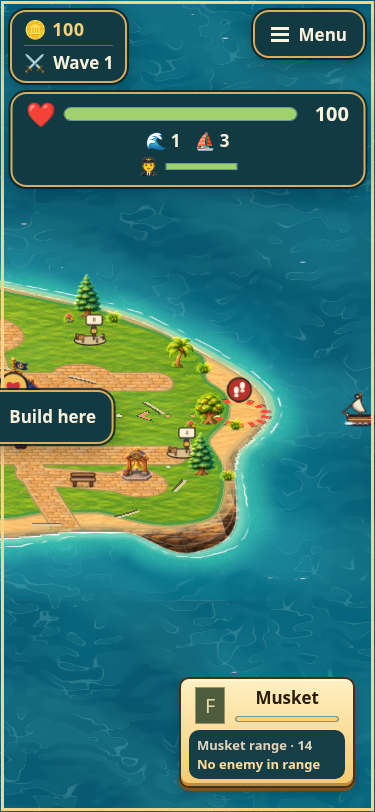 100
Menu
Wave 1
100
1 3
Build here
F
Musket
Musket range · 14
No enemy in range